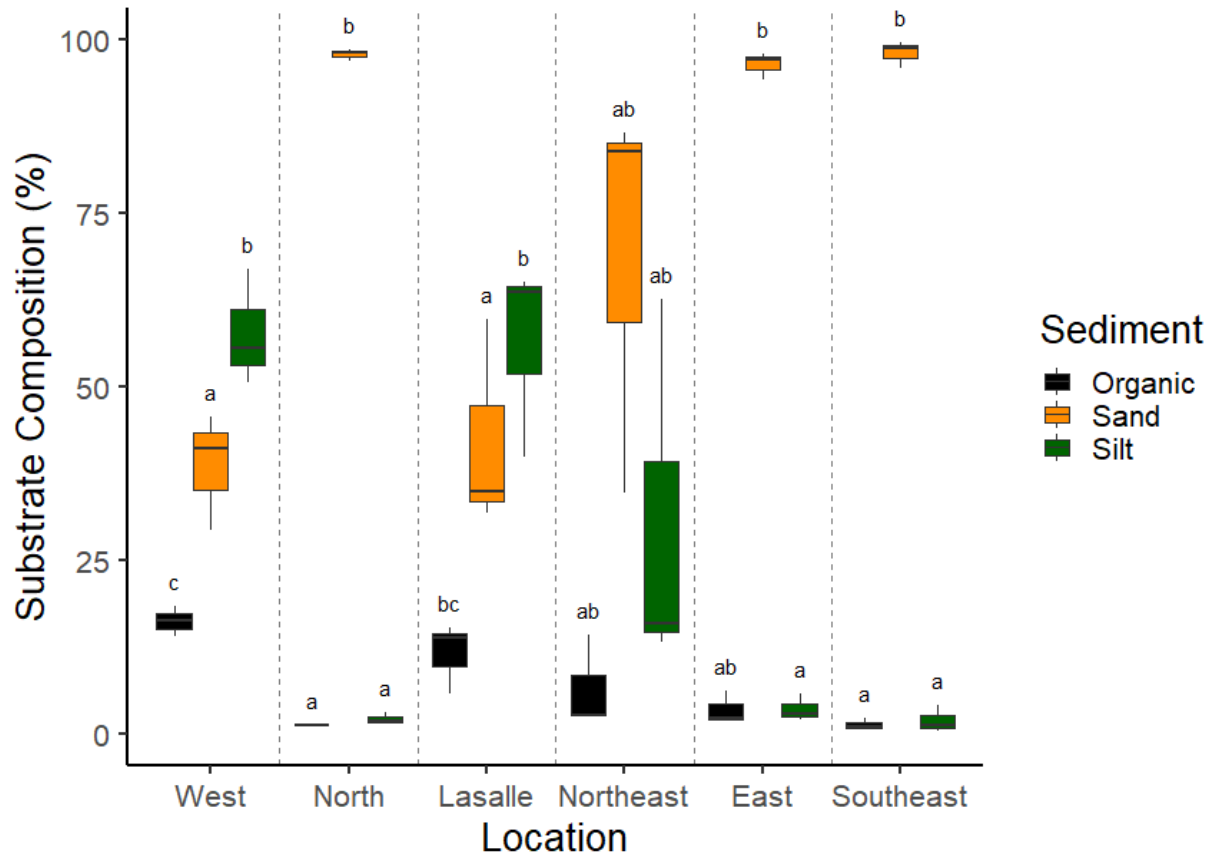 Substrate Composition (%)
100
75
50
25
0
c
a
b
a
b
a
bc
a
b
ab
ab
ab
ab
b
a
a
b
a
West
North
Lasalle
Northeast
East
Southeast
Location
Sediment
Organic
Sand
Silt